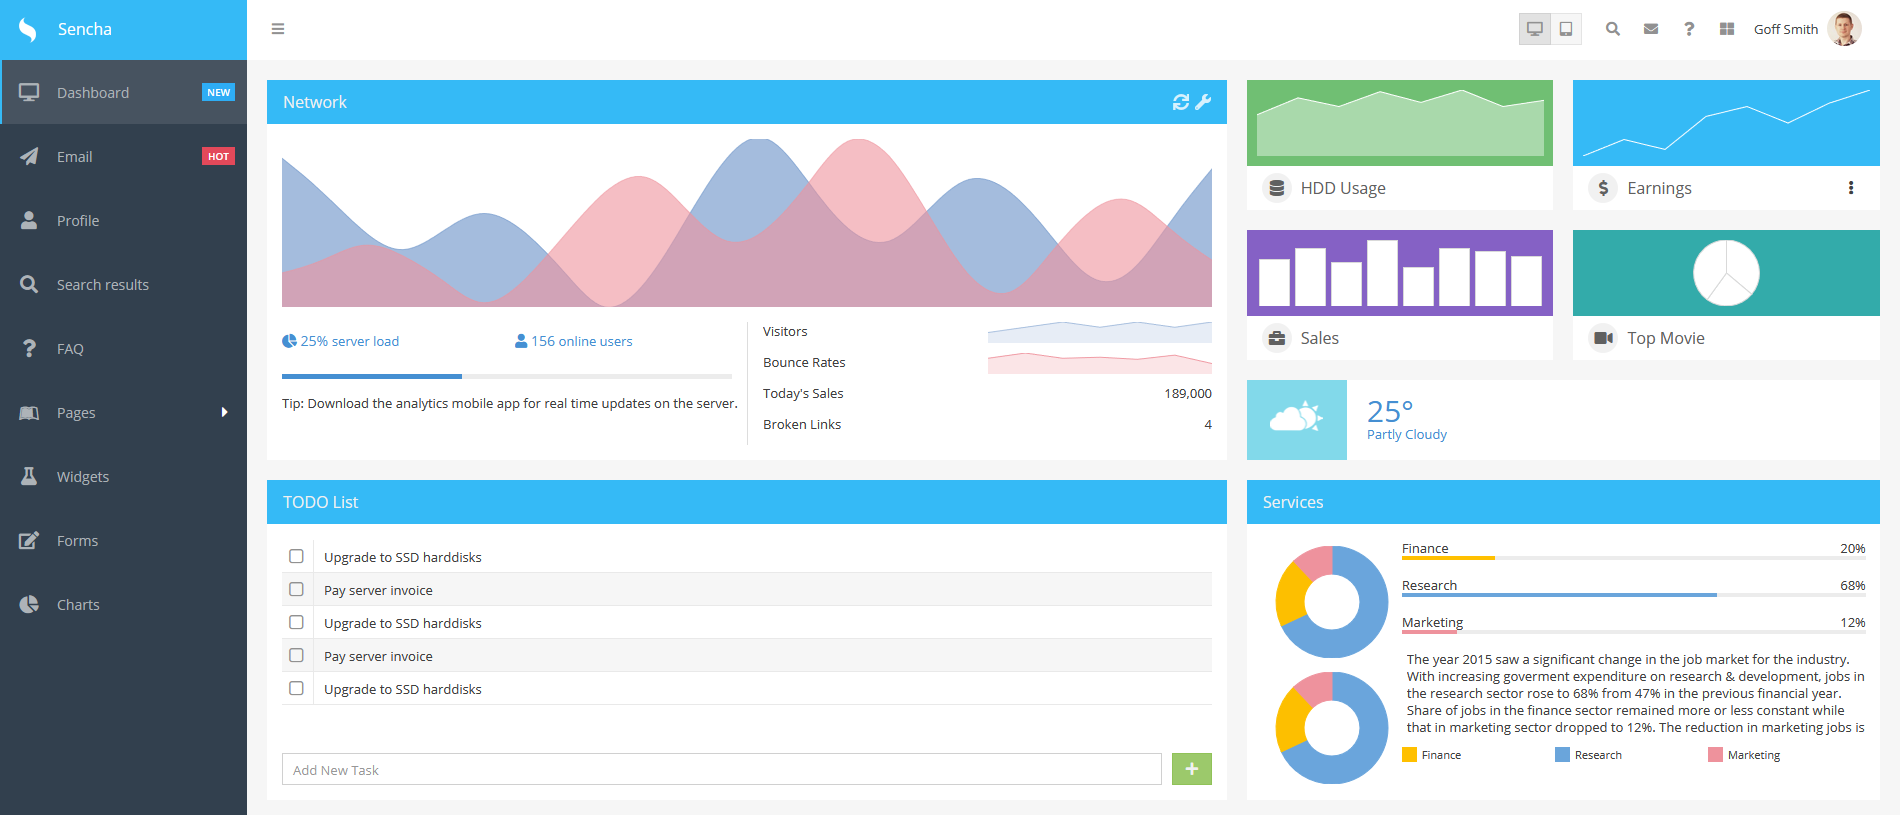 Sencha
Goff Smith
Dashboard
NEW
Email
HOT
Profile
Search results
FAQ
Pages
Widgets
Forms
Charts
Network
25% server load
156 online users
Tip: Download the analytics mobile app for real time updates on the server.
Visitors
Bounce Rates
Today's Sales 189,000
Broken Links 4
HDD Usage
Earnings
Sales
Top Movie
25°
Partly Cloudy
TODO List
Upgrade to SSD harddisks
Pay server invoice
Upgrade to SSD harddisks
Pay server invoice
Upgrade to SSD harddisks
Add New Task
Services
Finance 20%
Research 68%
Marketing 12%
The year 2015 saw a significant change in the job market for the industry.
With increasing goverment expenditure on research & development, jobs in
the research sector rose to 68% from 47% in the previous financial year.
Share of jobs in the finance sector remained more or less constant while
that in marketing sector dropped to 12%. The reduction in marketing jobs is
Finance
Research
Marketing